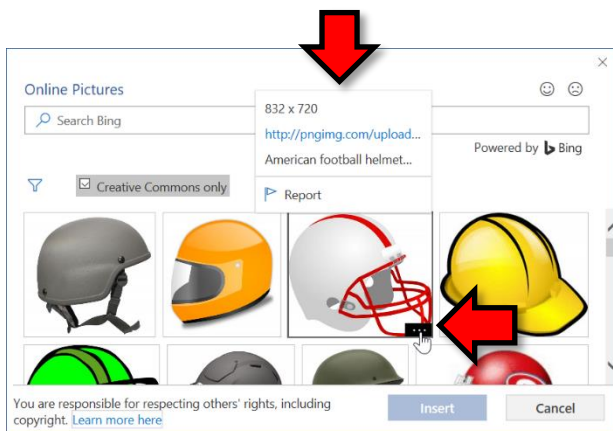 Online Pictures
832 x 720
Search Bing
http://pngimg.com/upload...
American football helmet...
Powered by Bing
Creative Commons only
Report
You are responsible for respecting others' rights, including
copyright. Learn more here
Insert
Cancel